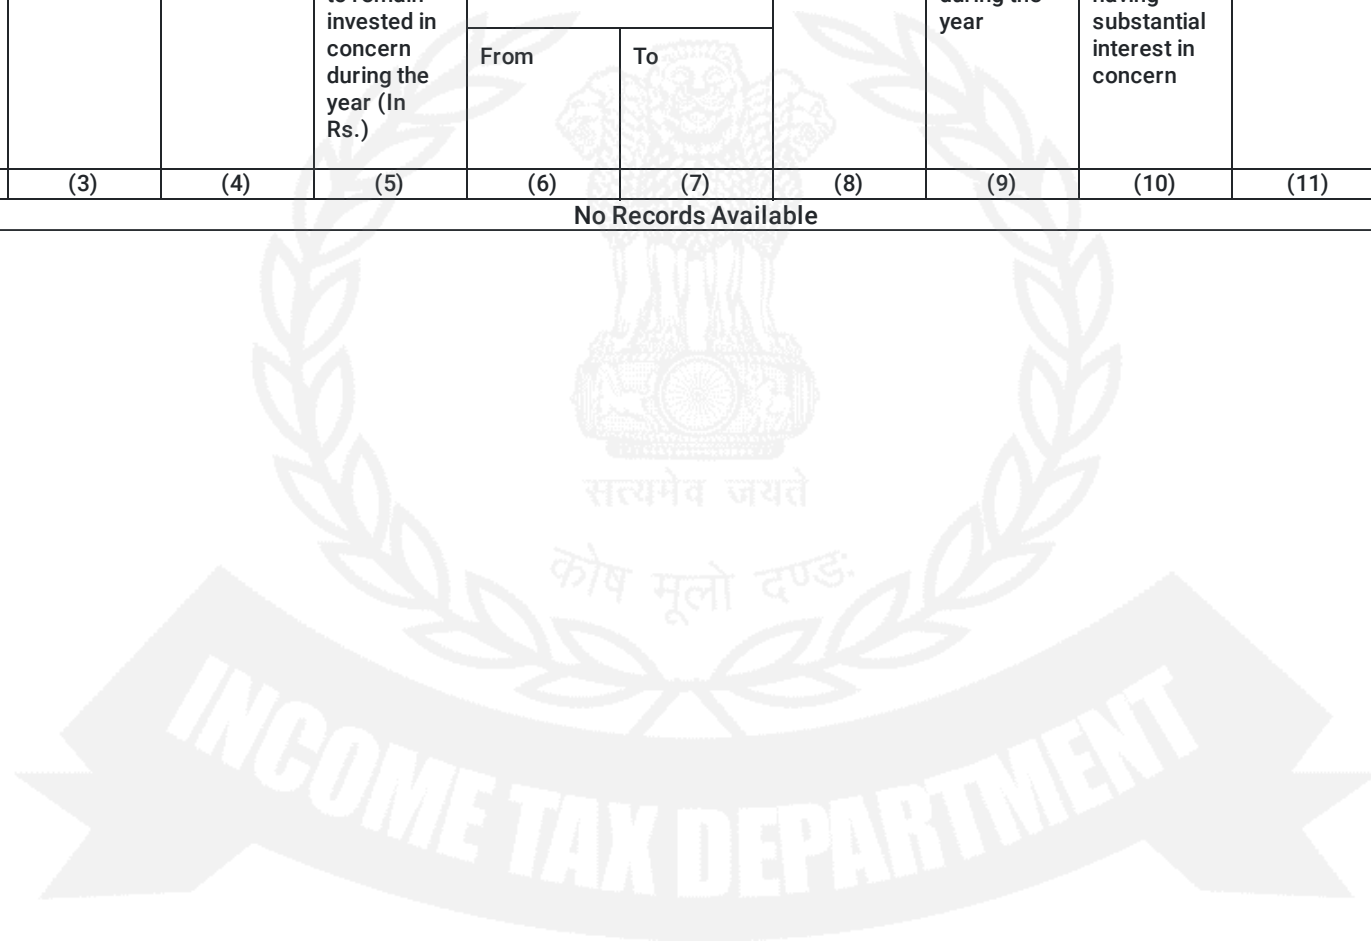 to remain
invested in
concern
during the
year (In
Rs.)
From
To
during the
year
having
substantial
interest in
concern
(3) (4) (5) (6) (7) (8) (9) (10) (11)
No Records Available
सत्यमेव जयते
कोष मूलो दण्डः
INCOME TAX DEPARTMENT